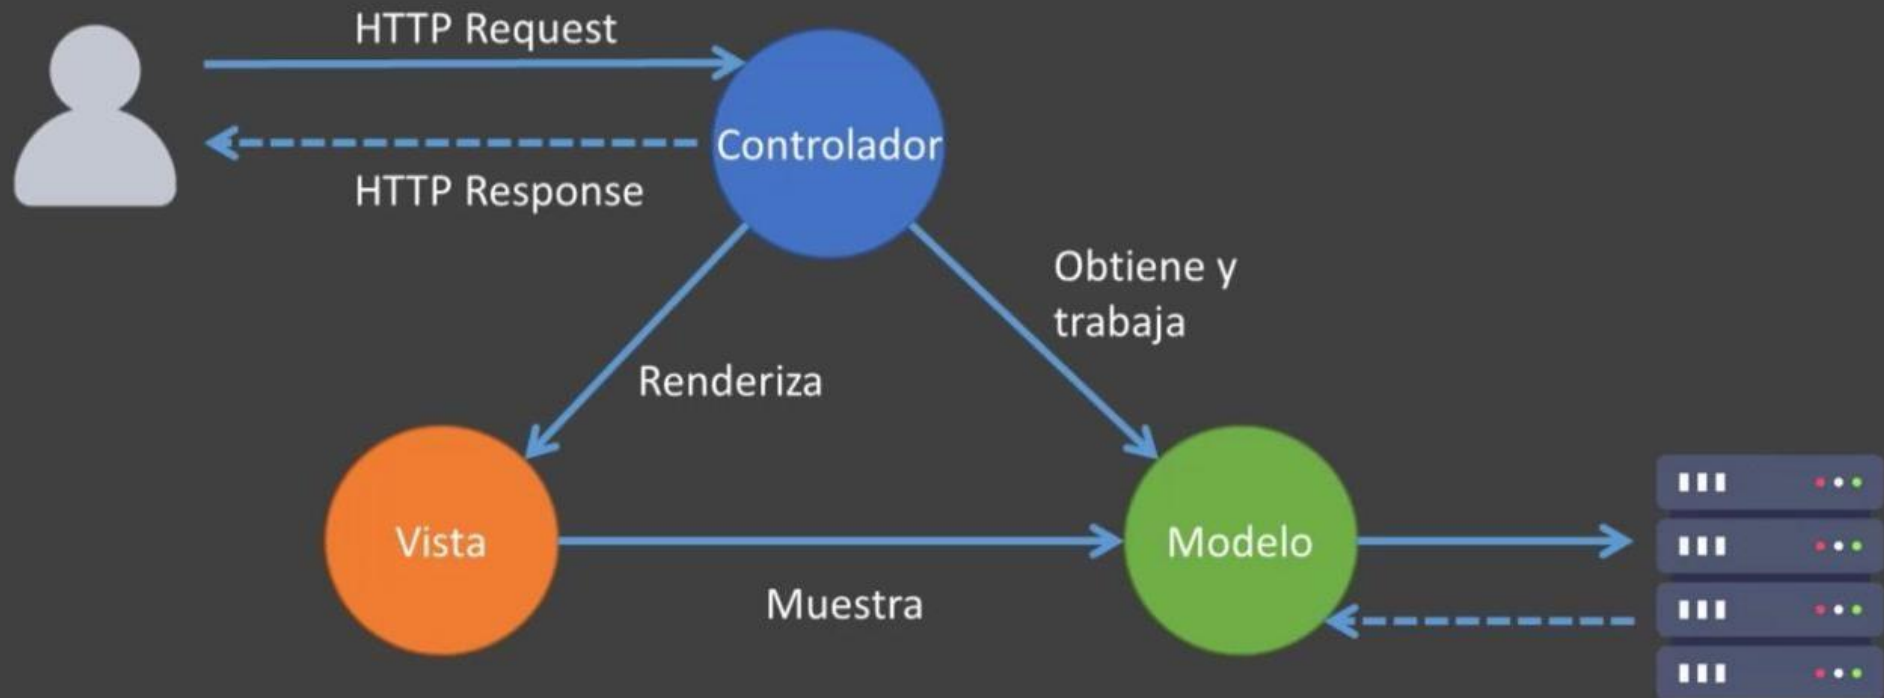 HTTP Request
Controlador
HTTP Response
Obtiene y
trabaja
Renderiza
Vista
Modelo
Muestra